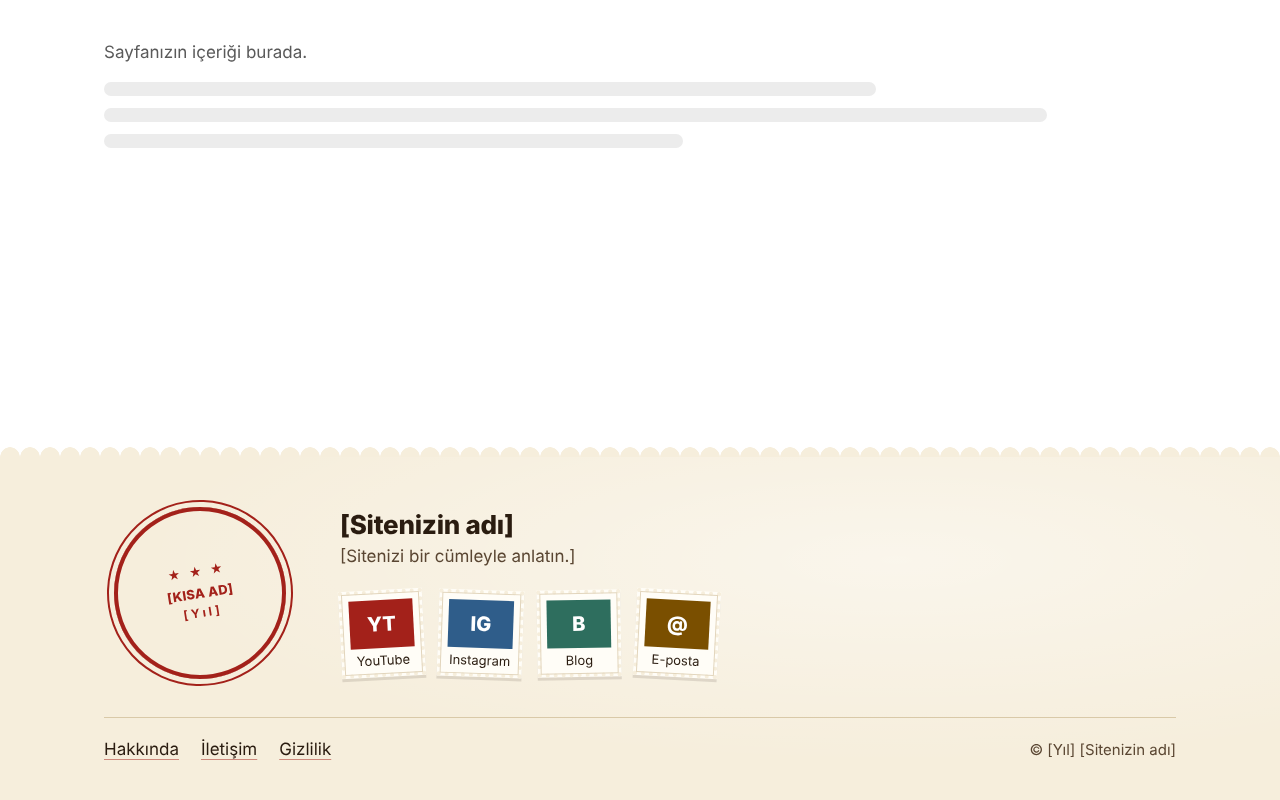 Sayfanızın içeriği burada.
★ ★ ★
[KISA AD]
[Yıl]
[Sitenizin adı]
[Sitenizi bir cümleyle anlatın.]
YT
YouTube
IG
Instagram
B
Blog
@
E-posta
Hakkında İletişim Gizlilik
© [Yıl] [Sitenizin adı]